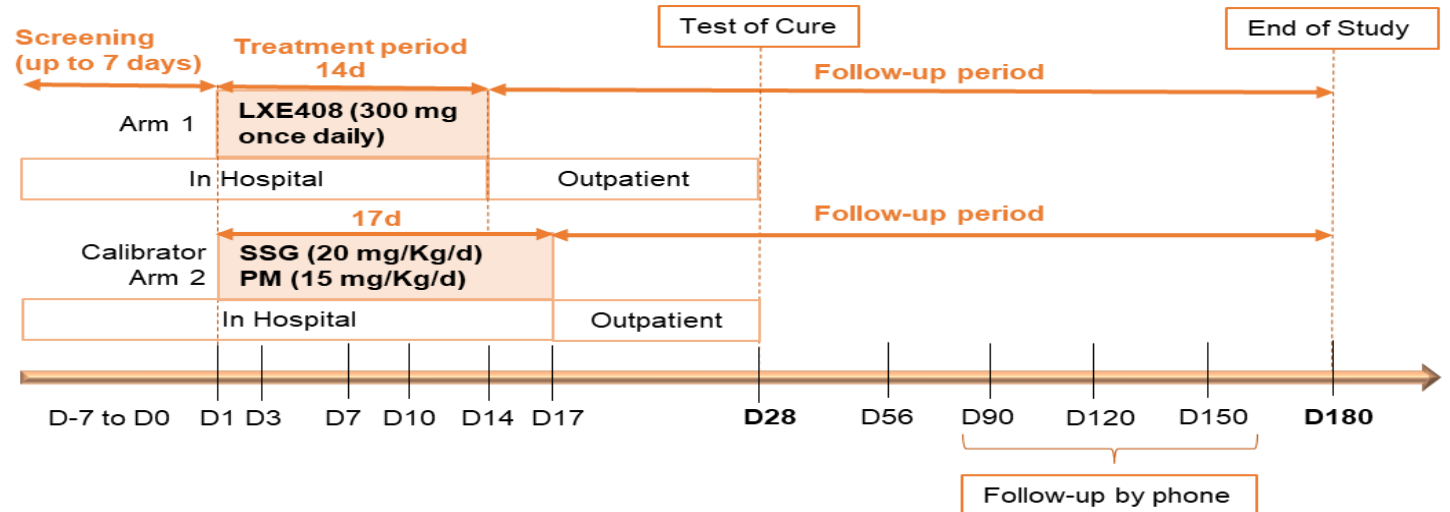 Test of Cure
End of Study
Screening
(up to 7 days)
Treatment period
14d
Follow-up period
Arm 1
LXE408 (300 mg
once daily)
In Hospital
Outpatient
17d
Follow-up period
Calibrator
Arm 2
SSG (20 mg/Kg/d)
PM (15 mg/Kg/d)
In Hospital
Outpatient
D-7 to D0 D1 D3 D7 D10 D14 D17 D28 D56 D90 D120 D150 D180
Follow-up by phone